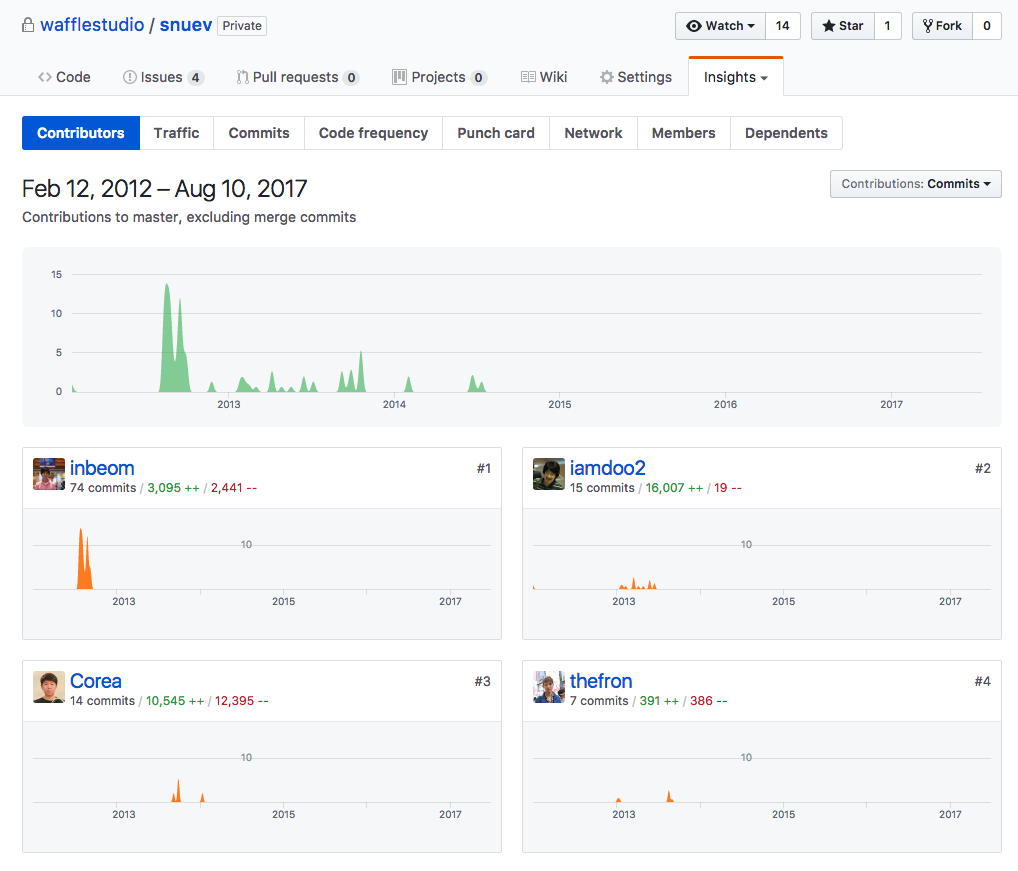 wafflestudio / snuev Private Watch 14 Star 1 Fork 0
Code Issues 4 Pull requests 0 Projects 0 Wiki Settings Insights
Contributors Traffic Commits Code frequency Punch card Network Members Dependents
Feb 12, 2012 – Aug 10, 2017 Contributions: Commits
Contributions to master, excluding merge commits
15
10
5
0
2013 2014 2015 2016 2017
inbeom #1
74 commits / 3,095 ++ / 2,441 --
10
2013 2015 2017
iamdoo2 #2
15 commits / 16,007 ++ / 19 --
10
2013 2015 2017
Corea #3
14 commits / 10,545 ++ / 12,395 --
10
2013 2015 2017
thefron #4
7 commits / 391 ++ / 386 --
10
2013 2015 2017